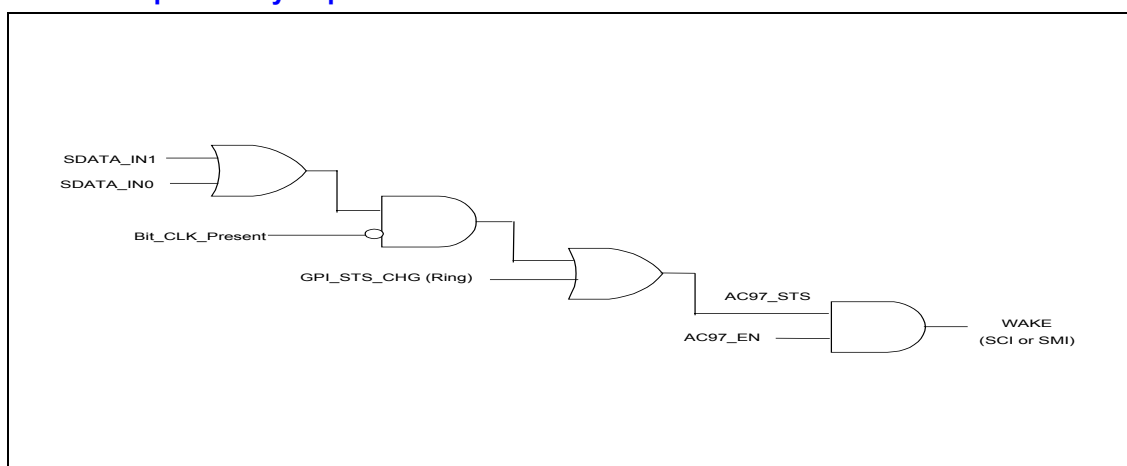 SDATA_IN1
SDATA_IN0
Bit_CLK_Present
GPI_STS_CHG (Ring)
AC97_STS
AC97_EN
WAKE
(SCI or SMI)